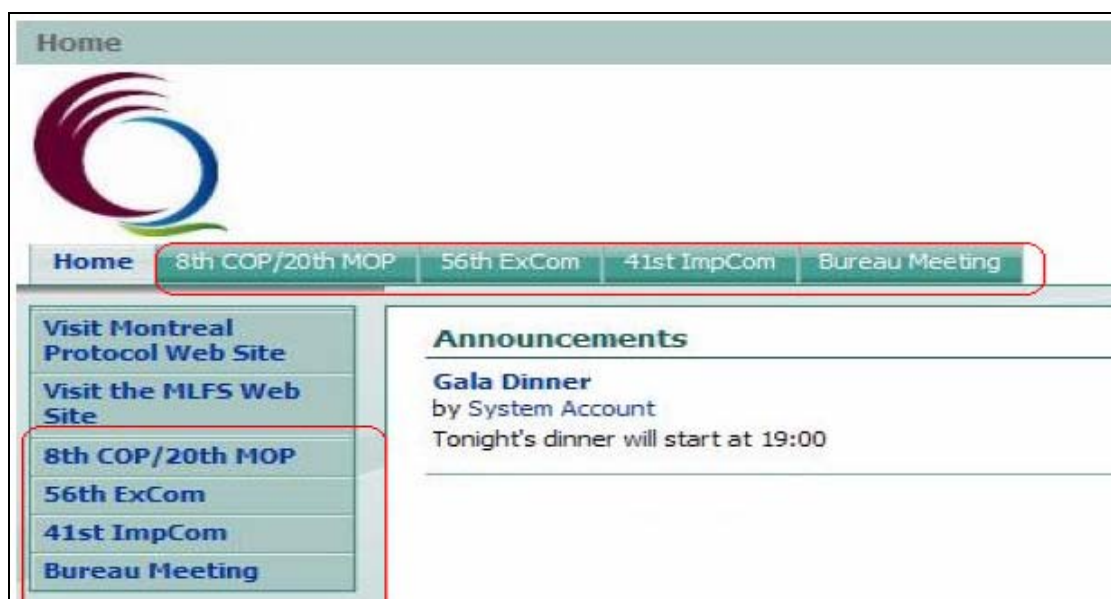 Home
Home 8th COP/20th MOP 56th ExCom 41st ImpCom Bureau Meeting
Visit Montreal
Protocol Web Site
Visit the MLFS Web
Site
8th COP/20th MOP
56th ExCom
41st ImpCom
Bureau Meeting
Announcements
Gala Dinner
by System Account
Tonight's dinner will start at 19:00